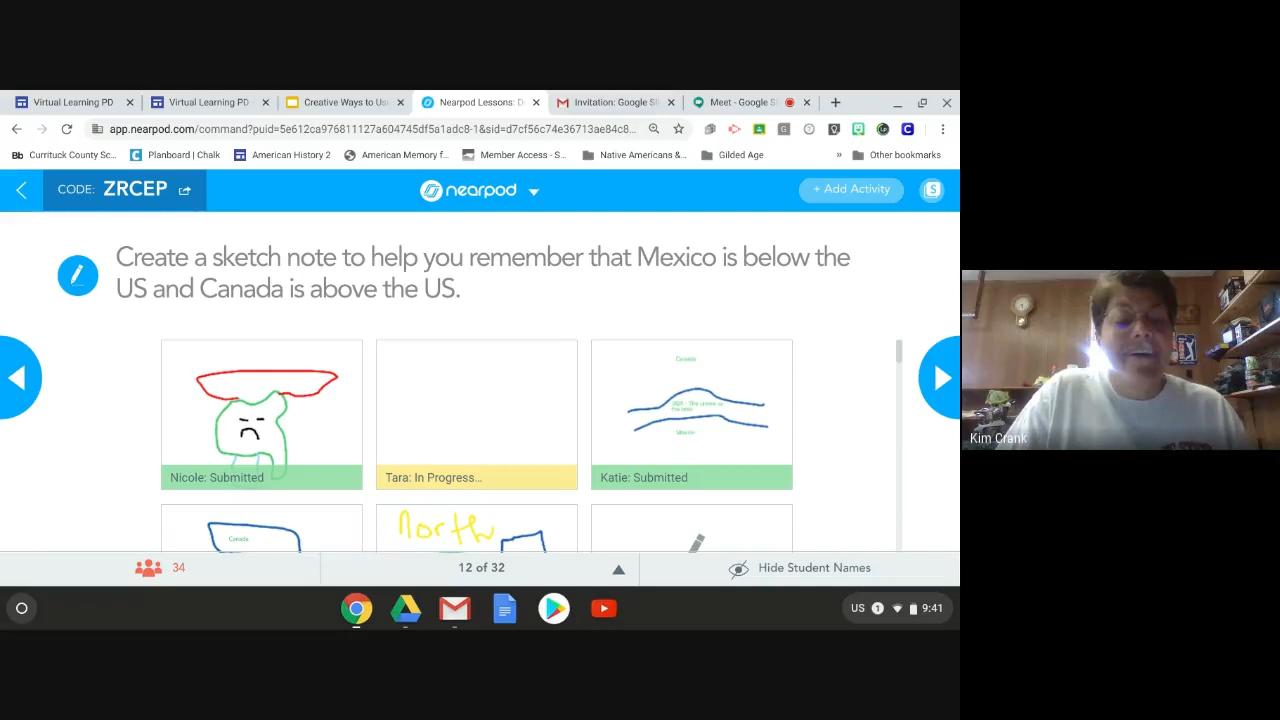 Virtual Learning PD
Virtual Learning PD
Creative Ways to Us
Nearpod Lessons: D
Invitation: Google Sl
Meet - Google S
app.nearpod.com/command?puid=5e612ca976811127a604745df5a1adc8-1&sid=d7cf56c74e36713ae84c8...
Bb Currituck County Sc...
Planboard | Chalk
American History 2
American Memory f...
Member Access - S...
Native Americans &...
Gilded Age
»
Other bookmarks
CODE: ZRCEP
nearpod
+ Add Activity
S
Create a sketch note to help you remember that Mexico is below the
US and Canada is above the US.
Canada
Mexico
Nicole: Submitted
Tara: In Progress...
Katie: Submitted
Canada
North
34
12 of 32
Hide Student Names
US 1 9:41
Kim Crank